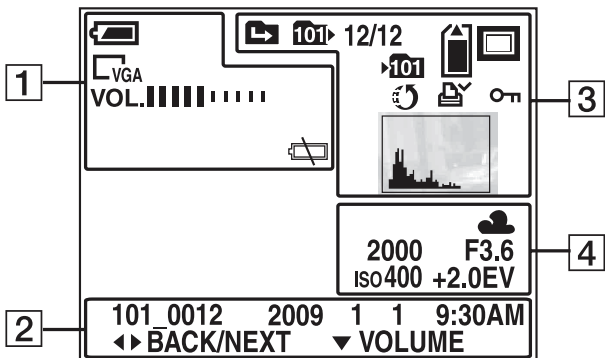 1
VGA
VOL.
101 12/12
101
3
2000 F3.6
ISO400 +2.0EV
4
2
101_0012 2009 1 1 9:30AM
BACK/NEXT VOLUME